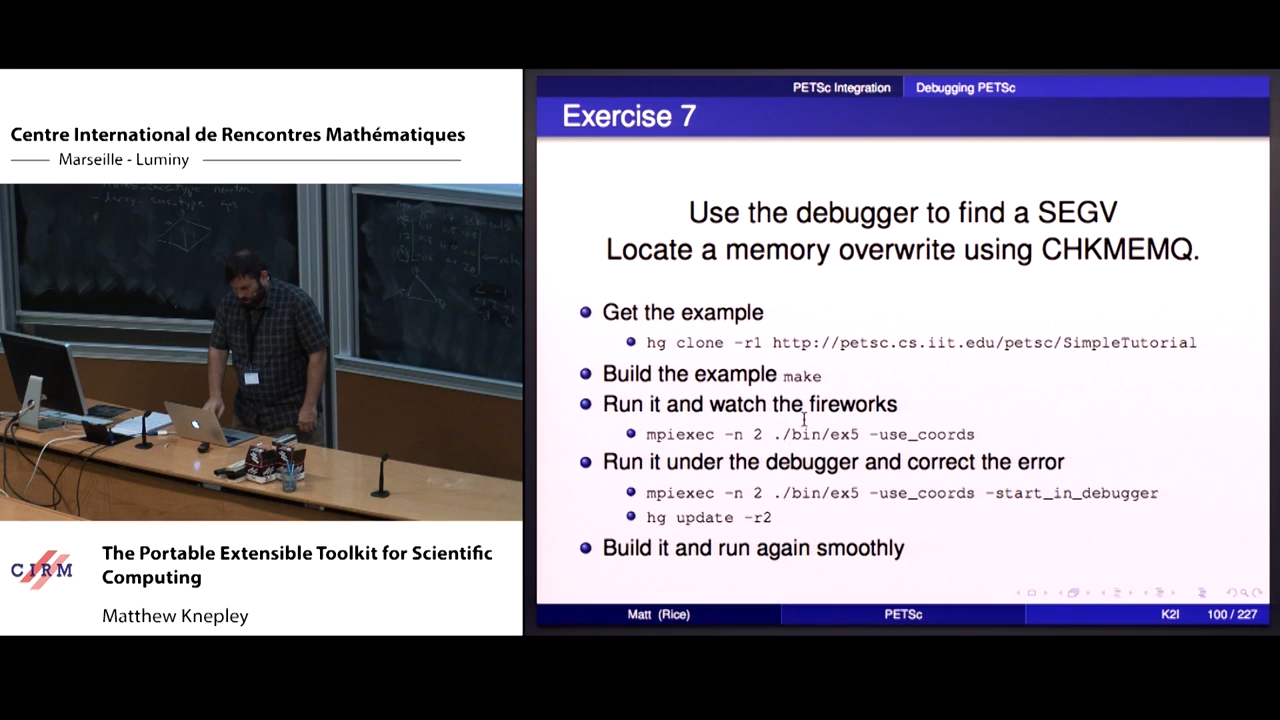 Centre International de Rencontres Mathématiques
Marseille - Luminy
CIRM
The Portable Extensible Toolkit for Scientific
Computing
Matthew Knepley
PETSc Integration
Debugging PETSc
Exercise 7
Use the debugger to find a SEGV
Locate a memory overwrite using CHKMEMQ.
Get the example
hg clone -r1 http://petsc.cs.iit.edu/petsc/SimpleTutorial
Build the example make
Run it and watch the fireworks
mpiexec -n 2 ./bin/ex5 -use_coords
Run it under the debugger and correct the error
mpiexec -n 2 ./bin/ex5 -use_coords -start_in_debugger
hg update -r2
Build it and run again smoothly
Matt (Rice)
PETSc
K2I
100 / 227